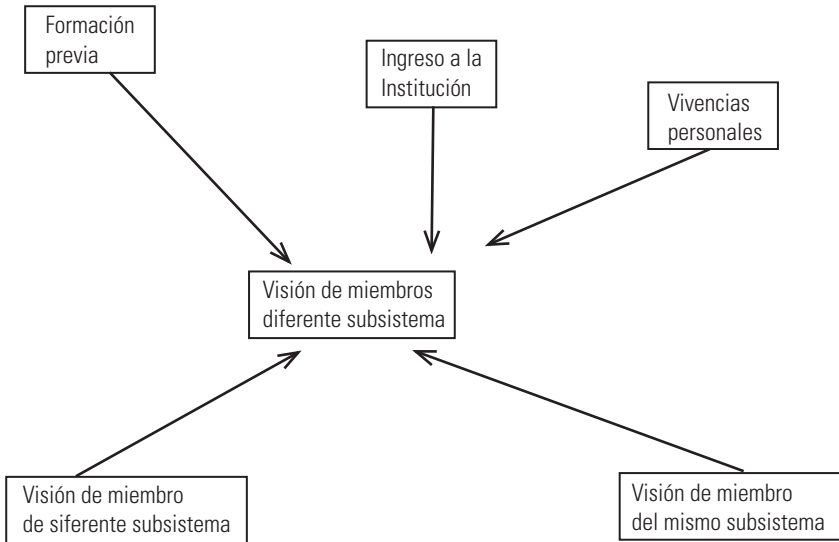 Formación
previa
Ingreso a la
Institución
Vivencias
personales
Visión de miembros
diferente subsistema
Visión de miembro
de siferente subsistema
Visión de miembro
del mismo subsistema